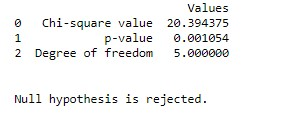 Values
0 Chi-square value 20.394375
1 p-value 0.001054
2 Degree of freedom 5.000000
Null hypothesis is rejected.